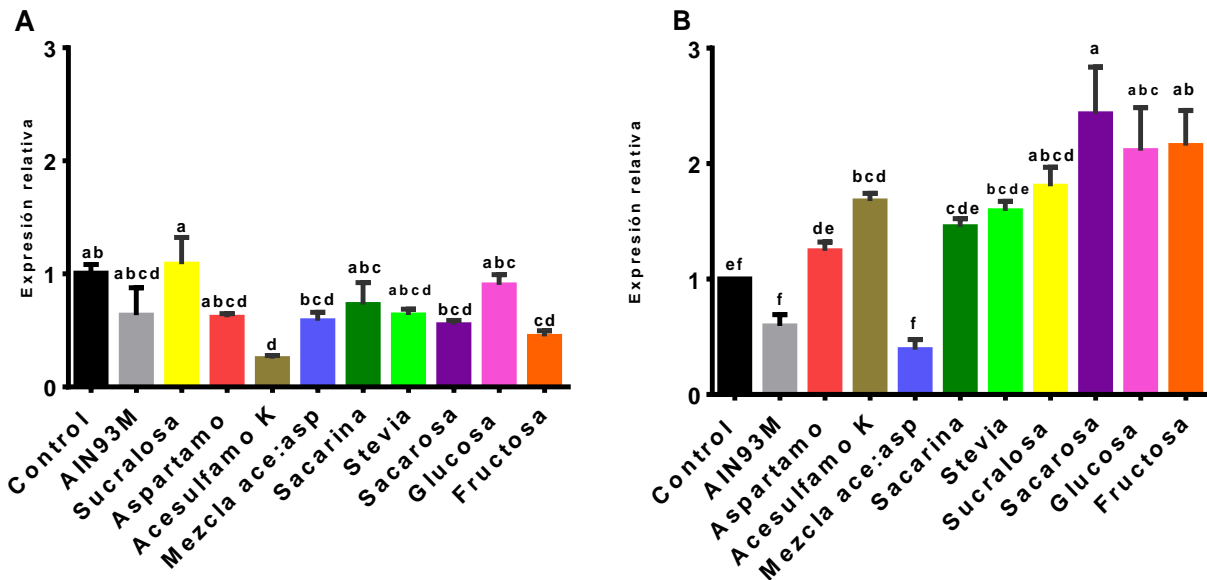 A
Expresión relativa
3
2
1
0
ab
abcd
a
abcd
d
bcd
abc
abcd
bcd
abc
cd
Control
AIN93M
Sucralosa
Aspartamo
Acesulfamo K
Mezcla ace:asp
Sacarina
Stevia
Sacarosa
Glucosa
Fructosa
B
Expresión relativa
3
2
1
0
ef
f
de
bcd
f
cde
bcde
abcd
a
abc
ab
Control
AIN93M
Aspartamo
Acesulfamo K
Mezcla ace:asp
Sacarina
Stevia
Sucralosa
Sacarosa
Glucosa
Fructosa